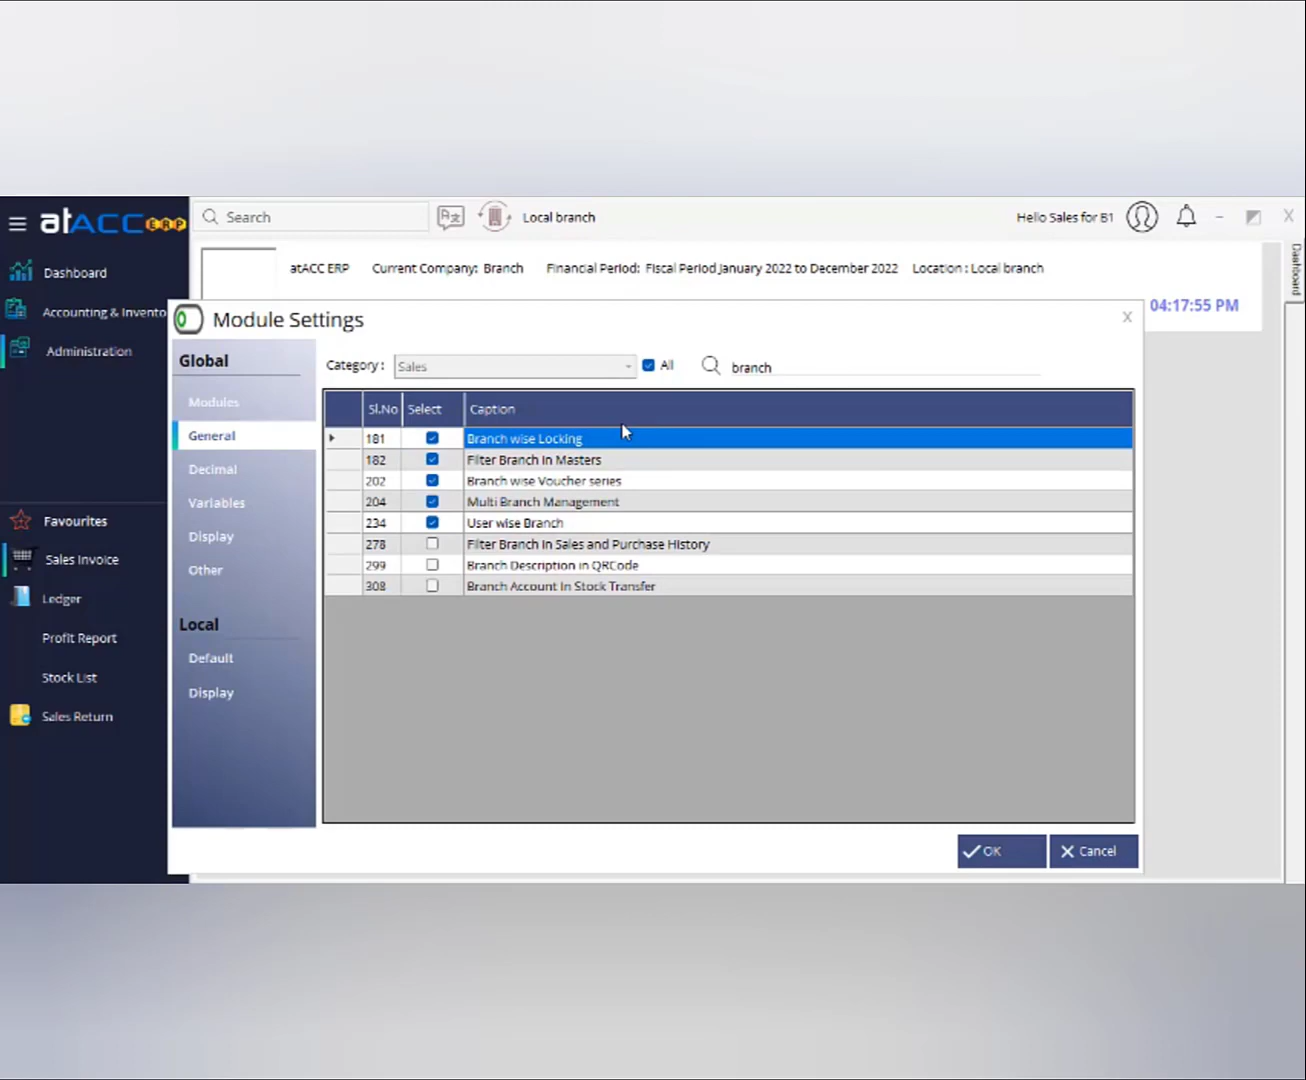 atACC ERP
Search
Local branch
Hello Sales for B1
Dashboard
Accounting & Invento
Administration
Favourites
Sales Invoice
Ledger
Profit Report
Stock List
Sales Return
atACC ERP Current Company: Branch Financial Period: Fiscal Period January 2022 to December 2022 Location : Local branch
04:17:55 PM
Dashboard
Module Settings
X
Global
Modules
General
Decimal
Variables
Display
Other
Local
Default
Display
Category : Sales All branch
Sl.No Select Caption
181 Branch wise Locking
182 Filter Branch in Masters
202 Branch wise Voucher series
204 Multi Branch Management
234 User wise Branch
278 Filter Branch in Sales and Purchase History
299 Branch Description in QRCode
308 Branch Account in Stock Transfer
OK Cancel